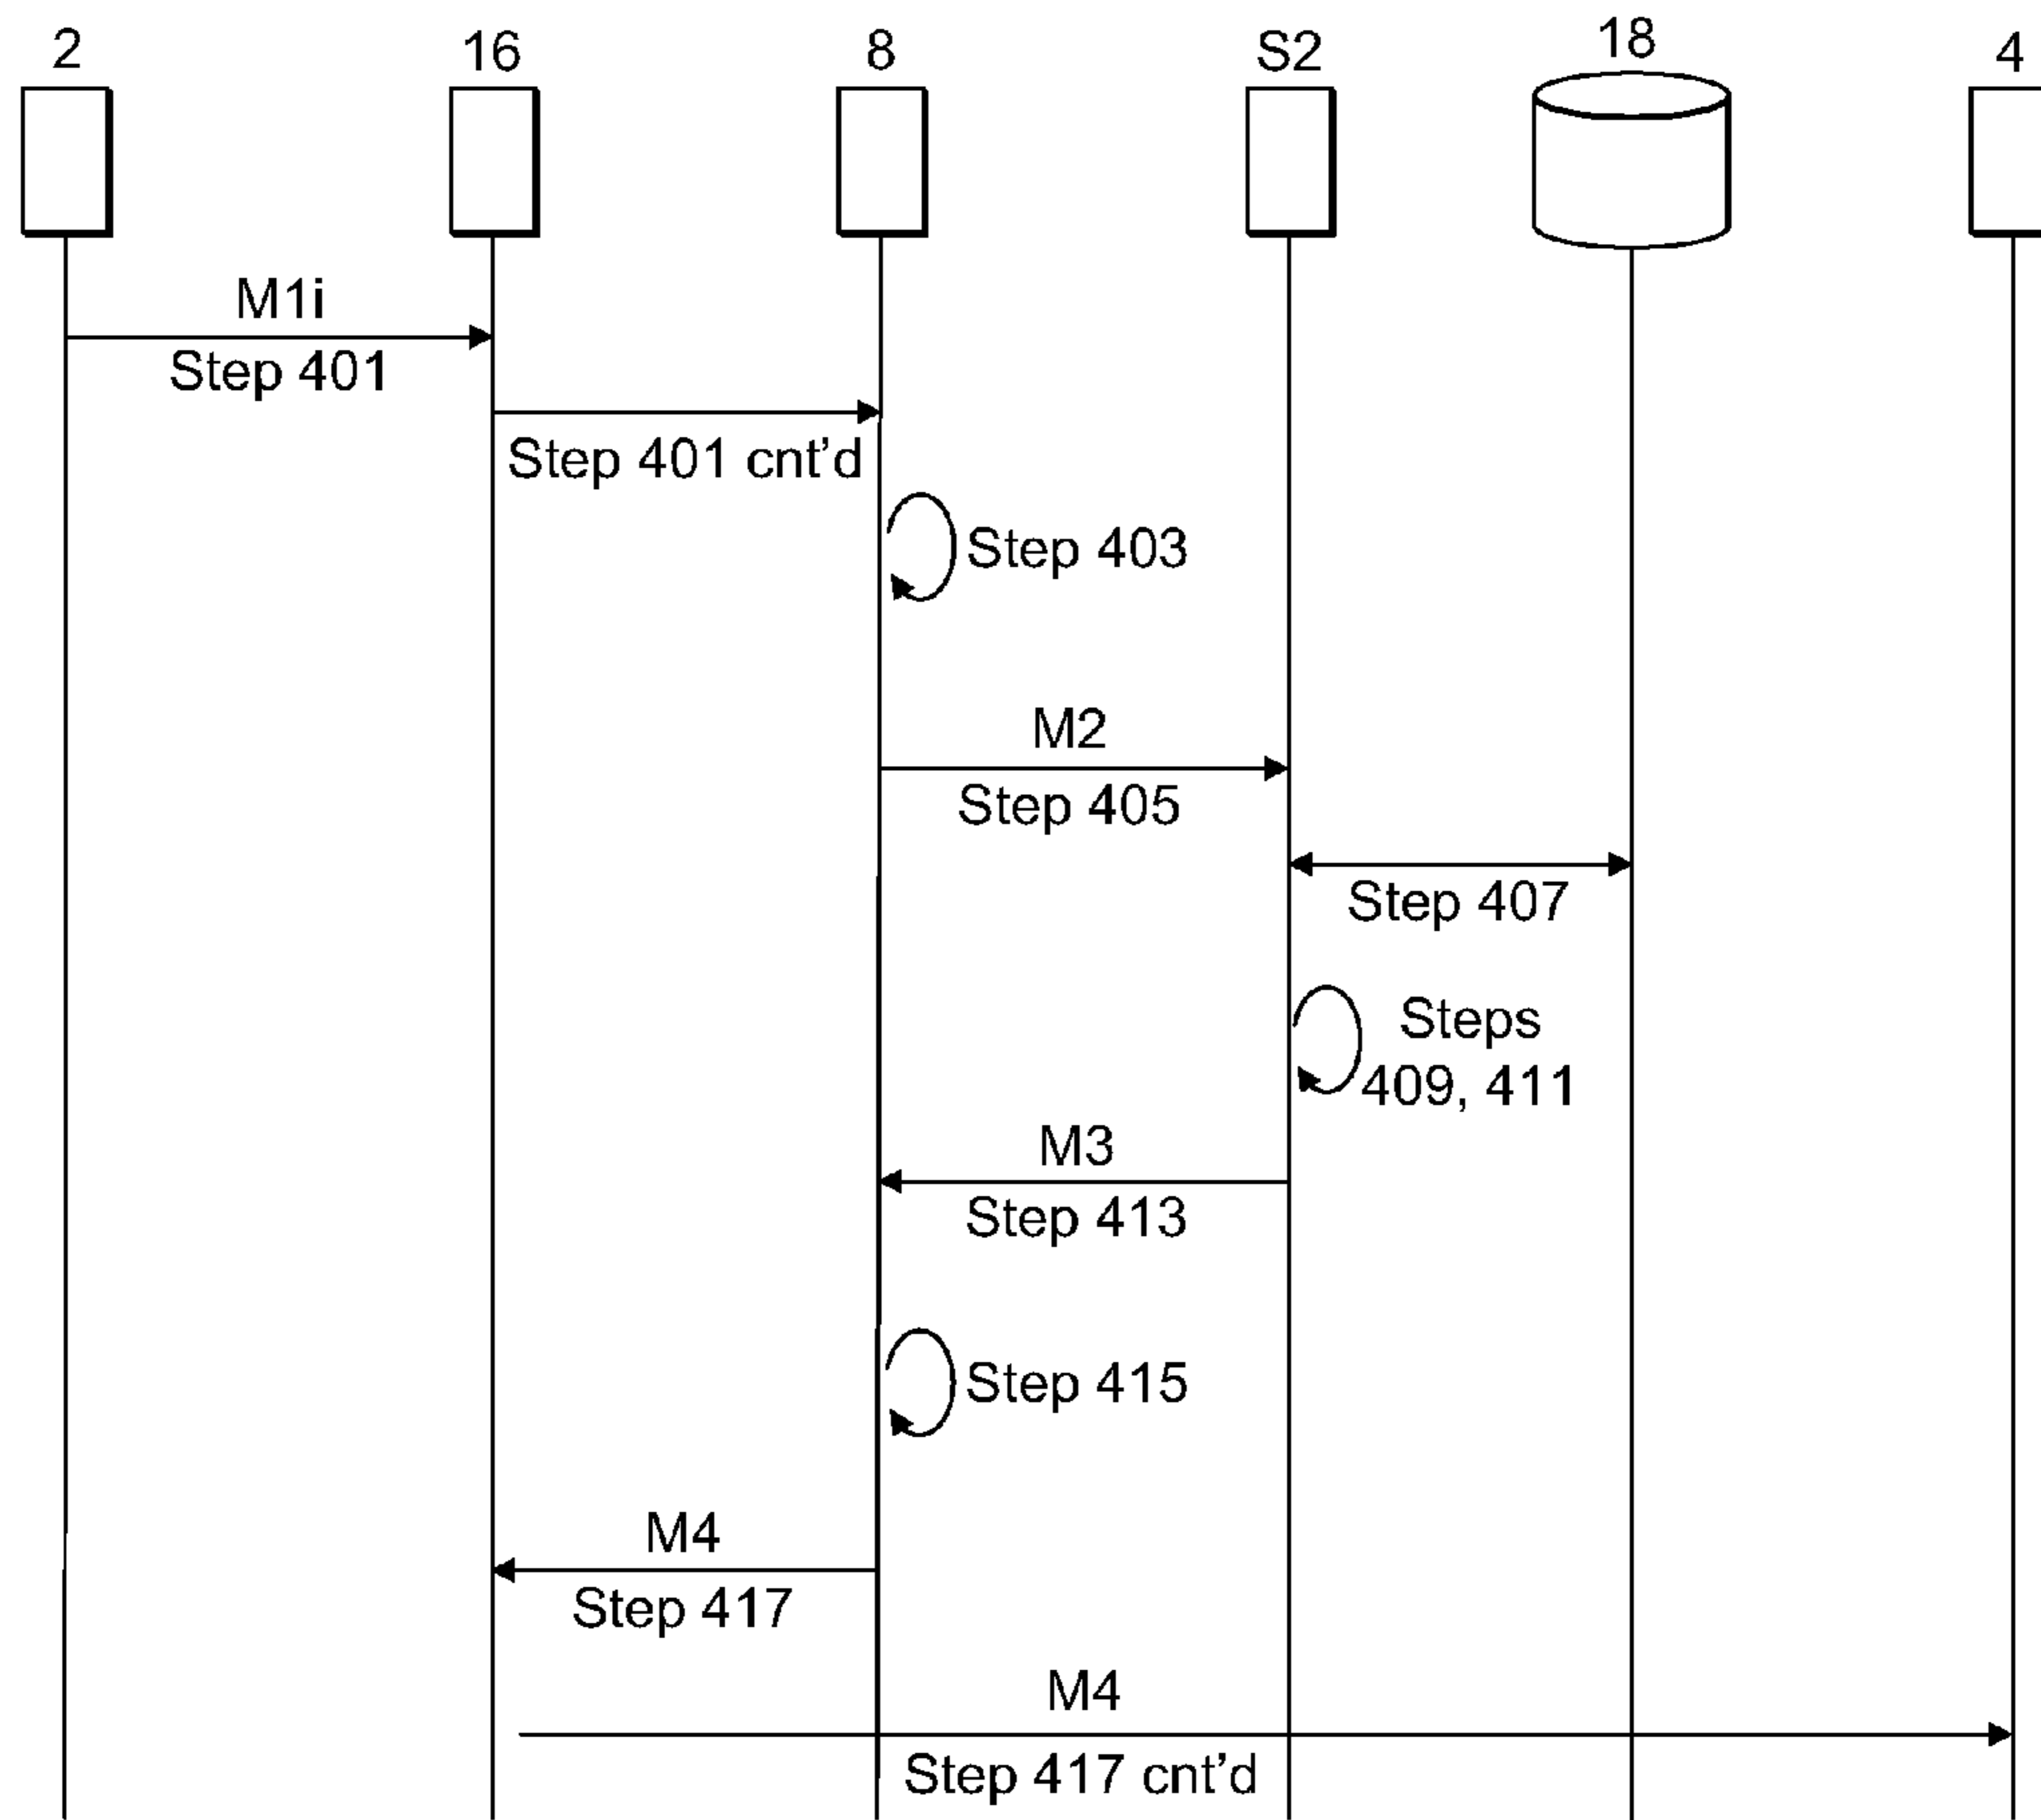 2
16
8
S2
18
4
M1i
Step 401
Step 401 cnt’d
Step 403
M2
Step 405
Step 407
Steps
409, 411
M3
Step 413
Step 415
M4
Step 417
M4
Step 417 cnt’d